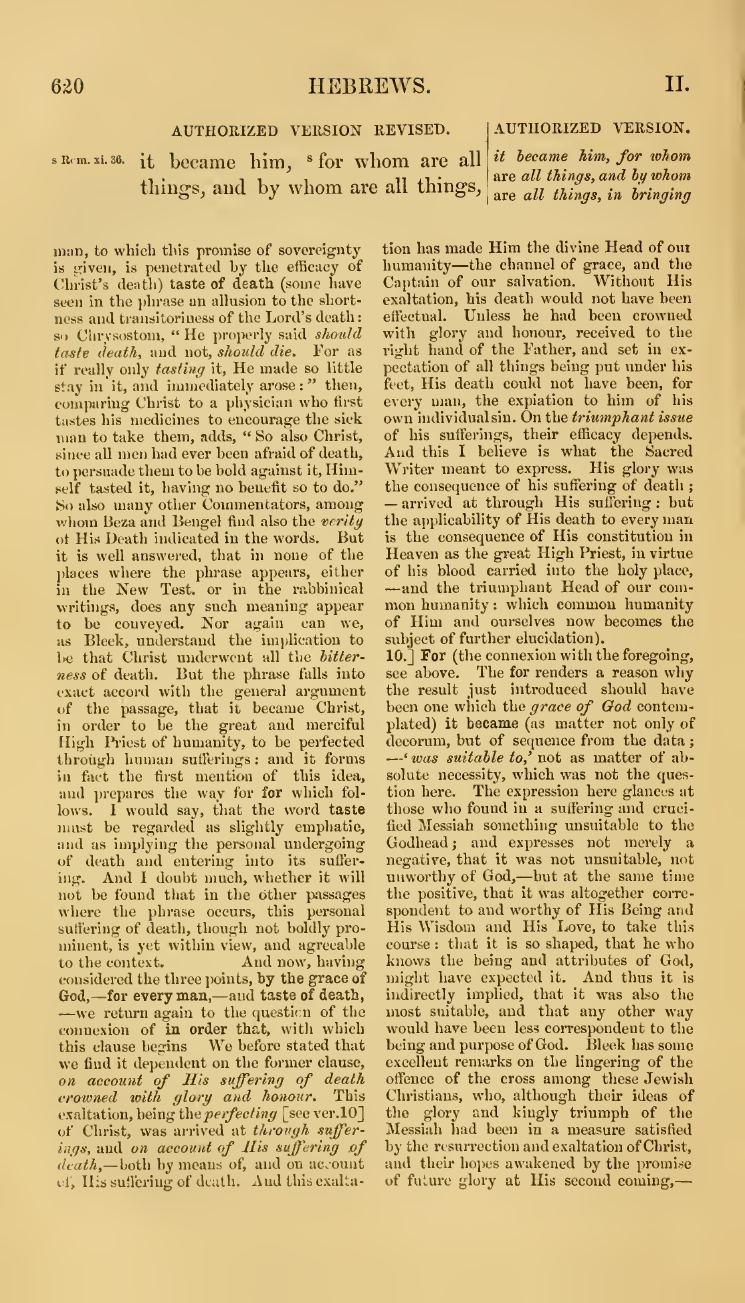 620 HEBREWS. II.
AUTHORIZED VERSION REVISED.
s Rom. xi. 36. it became him, s for whom are all
things, and by whom are all things,
AUTHORIZED VERSION.
it became him, for whom
are all things, and by whom
are all things, in bringing
man, to which this promise of sovereignty
is given, is penetrated by the efficacy of
Christ's death) taste of death (some have
seen in the phrase an allusion to the short-
ness and transitoriness of the Lord's death:
so Chrysostom, "He properly said should
taste death, and not, should die. For as
if really only tasting it, He made so little
stay in it, and immediately arose:" then,
comparing Christ to a physician who first
tastes his medicines to encourage the sick
man to take them, adds, "So also Christ,
since all men had ever been afraid of death,
to persuade them to be bold against it, Him-
self tasted it, having no benefit so to do."
So also many other Commentators, among
whom Beza and Bengel find also the verity
of His Death indicated in the words. But
it is well answered, that in none of the
places where the phrase appears, either
in the New Test. or in the rabbinical
writings, does any such meaning appear
to be conveyed. Nor again can we,
as Bleek, understand the implication to
be that Christ underwent all the bitter-
ness of death. But the phrase falls into
exact accord with the general argument
of the passage, that it became Christ,
in order to be the great and merciful
High Priest of humanity, to be perfected
through human sufferings: and it forms
in fact the first mention of this idea,
and prepares the way for for which fol-
lows. I would say, that the word taste
must be regarded as slightly emphatic,
and as implying the personal undergoing
of death and entering into its suffer-
ing. And I doubt much, whether it will
not be found that in the other passages
where the phrase occurs, this personal
suffering of death, though not boldly pro-
minent, is yet within view, and agreeable
to the context. And now, having
considered the three points, by the grace of
God,—for every man,—and taste of death,
—we return again to the question of the
connexion of in order that, with which
this clause begins We before stated that
we find it dependent on the former clause,
on account of His suffering of death
crowned with glory and honour. This
exaltation, being the perfecting [see ver.10]
of Christ, was arrived at through suffer-
ings, and on account of His suffering of
death,—both by means of, and on account
of, His suffering of death. And this exalta-
tion has made Him the divine Head of our
humanity—the channel of grace, and the
Captain of our salvation. Without His
exaltation, his death would not have been
effectual. Unless he had been crowned
with glory and honour, received to the
right hand of the Father, and set in ex-
pectation of all things being put under his
feet, His death could not have been, for
every man, the expiation to him of his
own individual sin. On the triumphant issue
of his sufferings, their efficacy depends.
And this I believe is what the Sacred
Writer meant to express. His glory was
the consequence of his suffering of death;
—arrived at through His suffering: but
the applicability of His death to every man
is the consequence of His constitution in
Heaven as the great High Priest, in virtue
of his blood carried into the holy place,
—and the triumphant Head of our com-
mon humanity: which common humanity
of Him and ourselves now becomes the
subject of further elucidation).
10.] For (the connexion with the foregoing,
see above. The for renders a reason why
the result just introduced should have
been one which the grace of God contem-
plated) it became (as matter not only of
decorum, but of sequence from the data;
—'was suitable to,' not as matter of ab-
solute necessity, which was not the ques-
tion here. The expression here glances at
those who found in a suffering and cruci-
fied Messiah something unsuitable to the
Godhead; and expresses not merely a
negative, that it was not unsuitable, not
unworthy of God,—but at the same time
the positive, that it was altogether corre-
spondent to and worthy of His Being and
His Wisdom and His Love, to take this
course: that it is so shaped, that he who
knows the being and attributes of God,
might have expected it. And thus it is
indirectly implied, that it was also the
most suitable, and that any other way
would have been less correspondent to the
being and purpose of God. Bleek has some
excellent remarks on the lingering of the
offence of the cross among these Jewish
Christians, who, although their ideas of
the glory and kingly triumph of the
Messiah had been in a measure satisfied
by the resurrection and exaltation of Christ,
and their hopes awakened by the promise
of future glory at His second coming,—